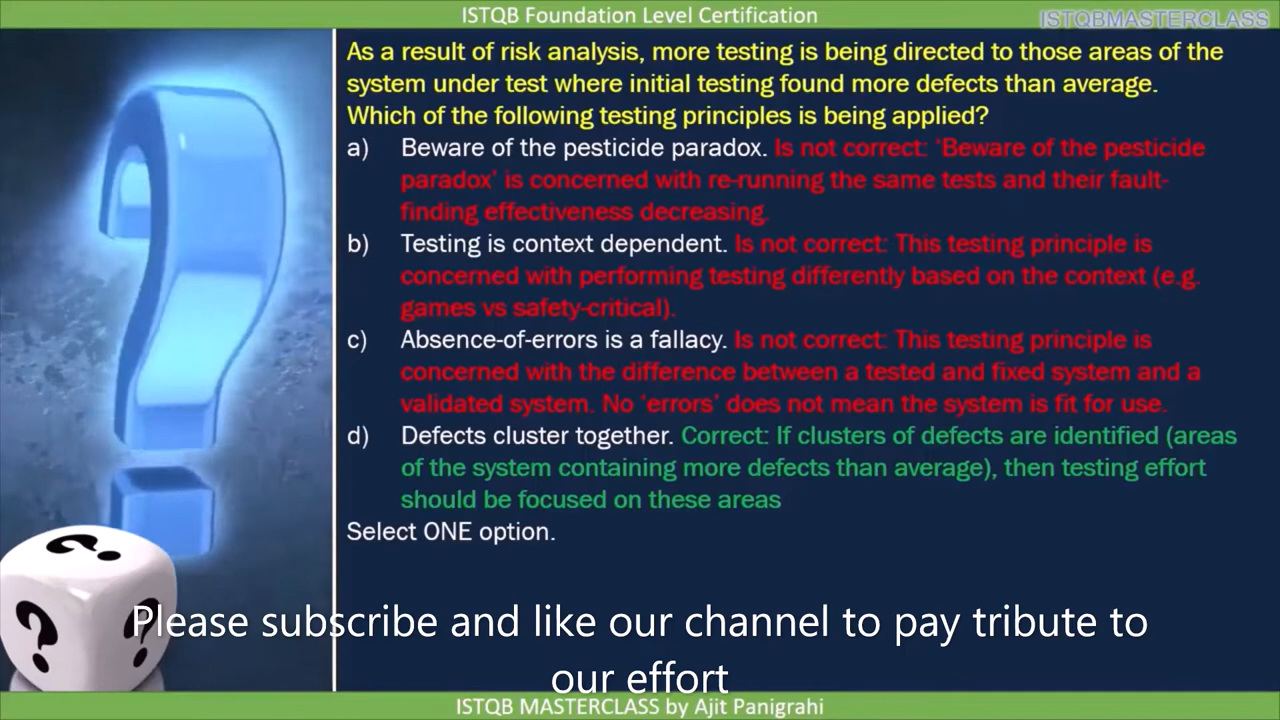 ISTQB Foundation Level Certification
ISTQBMASTERCLASS
As a result of risk analysis, more testing is being directed to those areas of the
system under test where initial testing found more defects than average.
Which of the following testing principles is being applied?
a) Beware of the pesticide paradox. Is not correct: ‘Beware of the pesticide
paradox’ is concerned with re-running the same tests and their fault-
finding effectiveness decreasing.
b) Testing is context dependent. Is not correct: This testing principle is
concerned with performing testing differently based on the context (e.g.
games vs safety-critical).
c) Absence-of-errors is a fallacy. Is not correct: This testing principle is
concerned with the difference between a tested and fixed system and a
validated system. No ‘errors’ does not mean the system is fit for use.
d) Defects cluster together. Correct: If clusters of defects are identified (areas
of the system containing more defects than average), then testing effort
should be focused on these areas
Select ONE option.
Please subscribe and like our channel to pay tribute to
our effort
ISTQB MASTERCLASS by Ajit Panigrahi